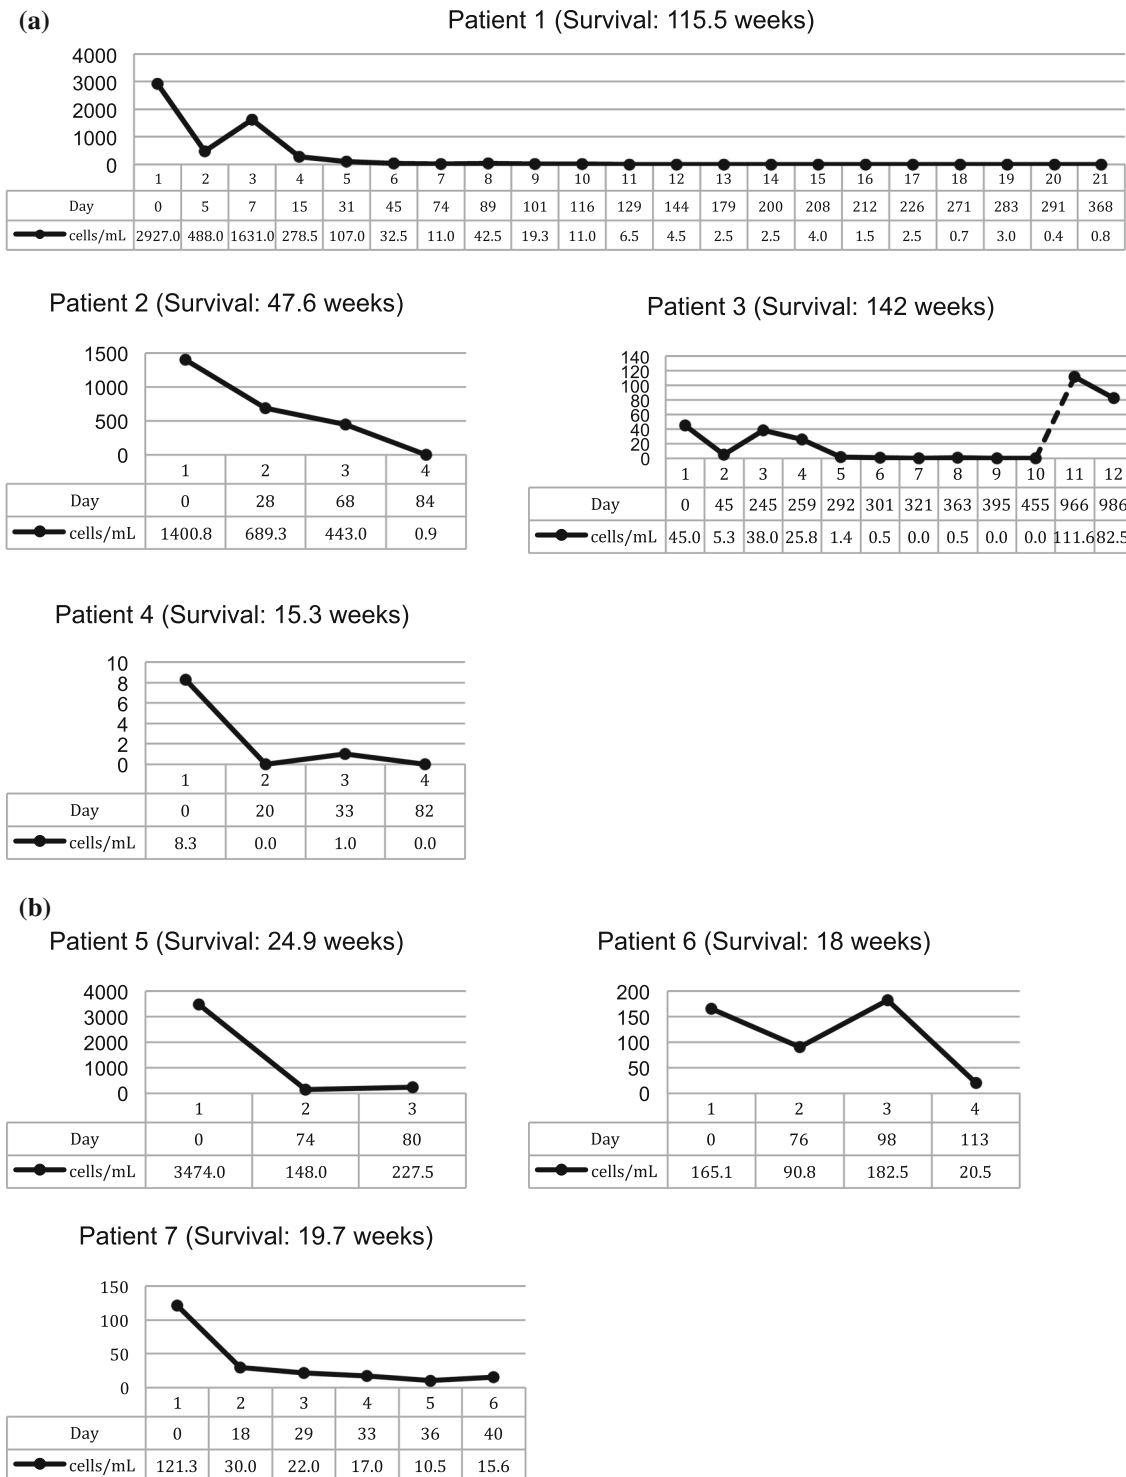 (a)
Patient 1 (Survival: 115.5 weeks)
4000
3000
2000
1000
0
1 2 3 4 5 6 7 8 9 10 11 12 13 14 15 16 17 18 19 20 21
Day 0 5 7 15 31 45 74 89 101 116 129 144 179 200 208 212 226 271 283 291 368
cells/mL 2927.0 488.0 1631.0 278.5 107.0 32.5 11.0 42.5 19.3 11.0 6.5 4.5 2.5 2.5 4.0 1.5 2.5 0.7 3.0 0.4 0.8
Patient 2 (Survival: 47.6 weeks)
1500
1000
500
0
1 2 3 4
Day 0 28 68 84
cells/mL 1400.8 689.3 443.0 0.9
Patient 3 (Survival: 142 weeks)
140
120
100
80
60
40
20
0
1 2 3 4 5 6 7 8 9 10 11 12
Day 0 45 245 259 292 301 321 363 395 455 966 986
cells/mL 45.0 5.3 38.0 25.8 1.4 0.5 0.0 0.5 0.0 0.0 111.6 82.5
Patient 4 (Survival: 15.3 weeks)
10
8
6
4
2
0
1 2 3 4
Day 0 20 33 82
cells/mL 8.3 0.0 1.0 0.0
(b)
Patient 5 (Survival: 24.9 weeks)
4000
3000
2000
1000
0
1 2 3
Day 0 74 80
cells/mL 3474.0 148.0 227.5
Patient 6 (Survival: 18 weeks)
200
150
100
50
0
1 2 3 4
Day 0 76 98 113
cells/mL 165.1 90.8 182.5 20.5
Patient 7 (Survival: 19.7 weeks)
150
100
50
0
1 2 3 4 5 6
Day 0 18 29 33 36 40
cells/mL 121.3 30.0 22.0 17.0 10.5 15.6